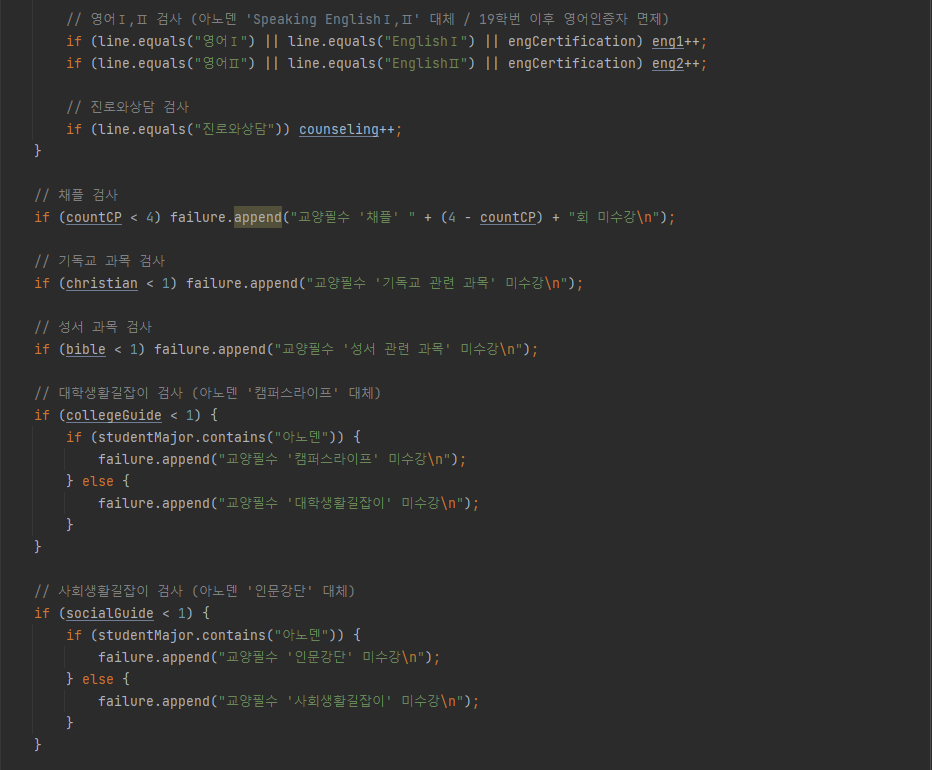 // 영어Ⅰ,Ⅱ 검사 (아노덴 'Speaking EnglishⅠ,Ⅱ' 대체 / 19학번 이후 영어인증자 면제)
if (line.equals("영어Ⅰ") || line.equals("EnglishⅠ") || engCertification) eng1++;
if (line.equals("영어Ⅱ") || line.equals("EnglishⅡ") || engCertification) eng2++;
// 진로와상담 검사
if (line.equals("진로와상담")) counseling++;
}
// 채플 검사
if (countCP < 4) failure.append("교양필수 '채플' " + (4 - countCP) + "회 미수강\n");
// 기독교 과목 검사
if (christian < 1) failure.append("교양필수 '기독교 관련 과목' 미수강\n");
// 성서 과목 검사
if (bible < 1) failure.append("교양필수 '성서 관련 과목' 미수강\n");
// 대학생활길잡이 검사 (아노덴 '캠퍼스라이프' 대체)
if (collegeGuide < 1) {
if (studentMajor.contains("아노덴")) {
failure.append("교양필수 '캠퍼스라이프' 미수강\n");
} else {
failure.append("교양필수 '대학생활길잡이' 미수강\n");
}
}
// 사회생활길잡이 검사 (아노덴 '인문강단' 대체)
if (socialGuide < 1) {
if (studentMajor.contains("아노덴")) {
failure.append("교양필수 '인문강단' 미수강\n");
} else {
failure.append("교양필수 '사회생활길잡이' 미수강\n");
}
}